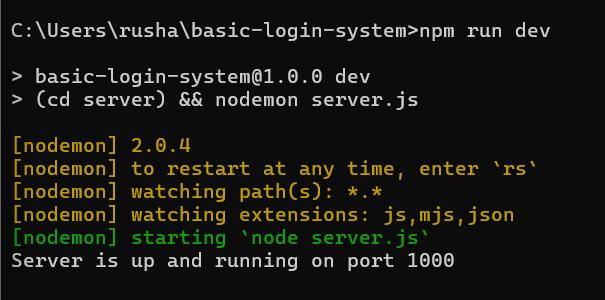 C:\Users\rusha\basic-login-system>npm run dev
> basic-login-system@1.0.0 dev
> (cd server) && nodemon server.js
[nodemon] 2.0.4
[nodemon] to restart at any time, enter `rs`
[nodemon] watching path(s): *.*
[nodemon] watching extensions: js,mjs,json
[nodemon] starting `node server.js`
Server is up and running on port 1000